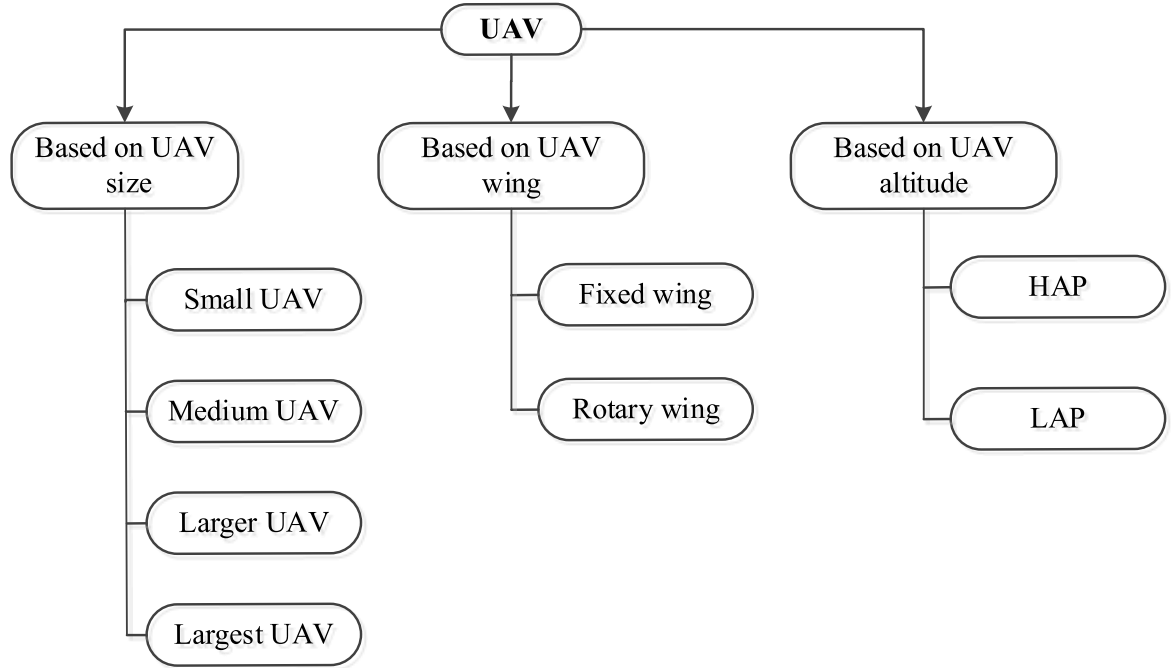 UAV
Based on UAV
size
Small UAV
Medium UAV
Larger UAV
Largest UAV
Based on UAV
wing
Fixed wing
Rotary wing
Based on UAV
altitude
HAP
LAP